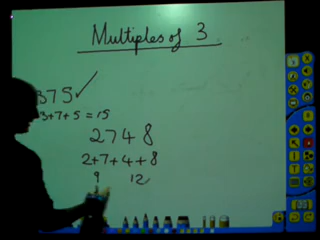 Multiples of 3
375 ✓
3+7+5 = 15
2748
2+7+4+8
9 12